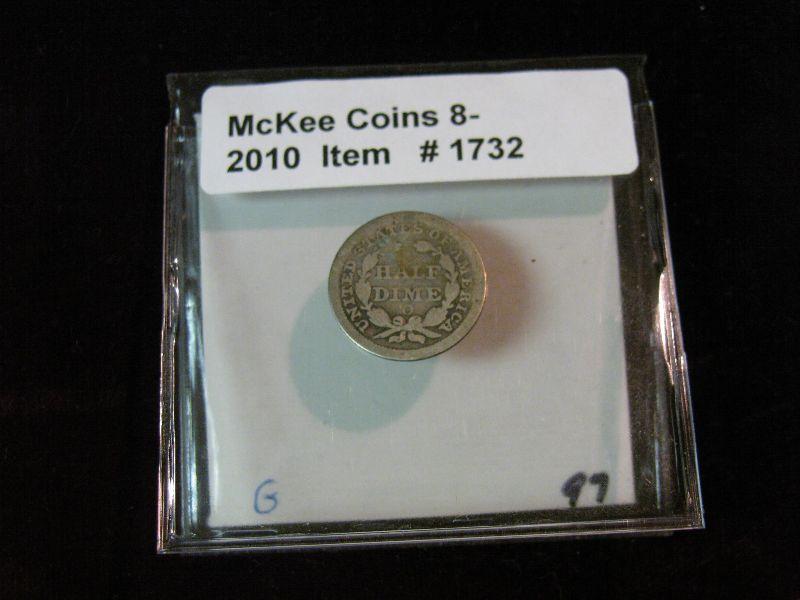 McKee Coins 8-
2010 Item # 1732
UNITED STATES OF AMERICA
HALF
DIME
O
G
97